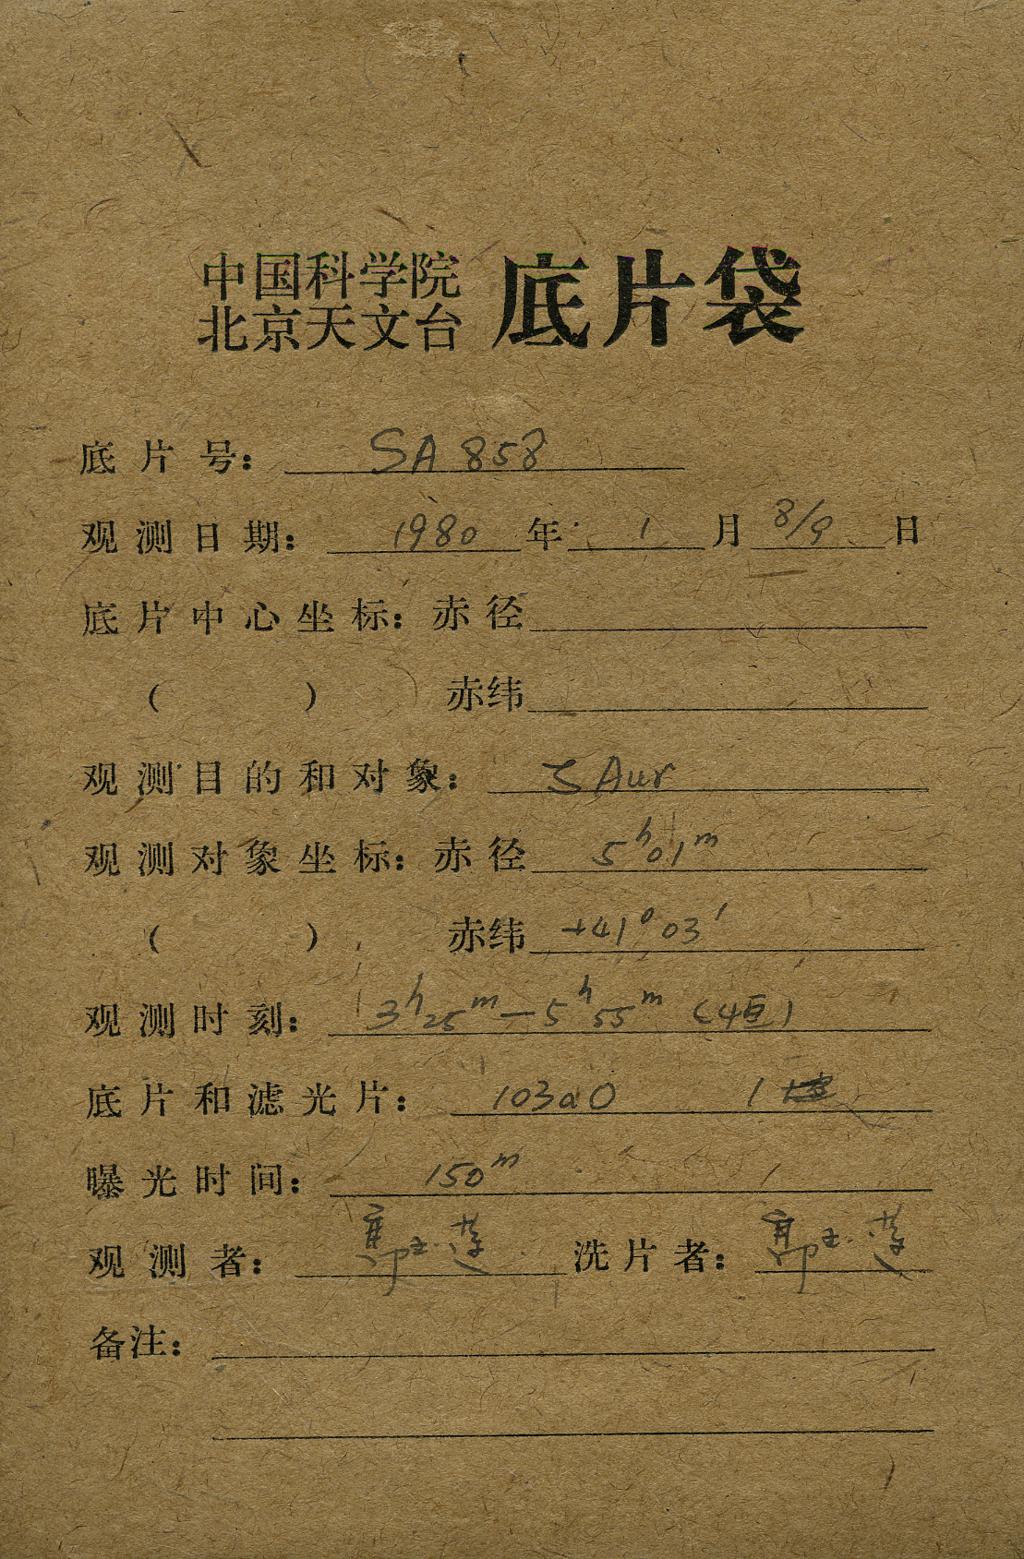 中国科学院
北京天文台 底片袋
底片号： SA 858
观测日期： 1980 年 1 月 8/9 日
底片中心坐标：赤径
（ ） 赤纬
观测目的和对象： ζ Aur
观测对象坐标：赤径 5ʰ01ᵐ
（ ） 赤纬 +41°03′
观测时刻： 3ʰ25ᵐ—5ʰ55ᵐ
底片和滤光片： 103aO
曝光时间： 150ᵐ
观测者： 洗片者：
备注：